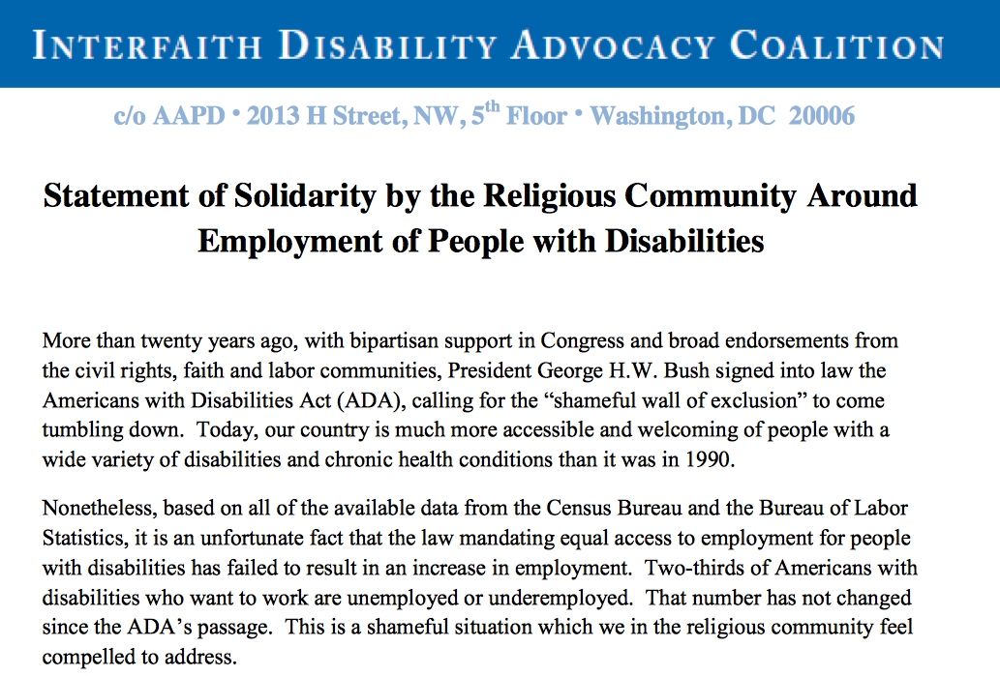 INTERFAITH DISABILITY ADVOCACY COALITION
c/o AAPD • 2013 H Street, NW, 5th Floor • Washington, DC  20006
Statement of Solidarity by the Religious Community Around
Employment of People with Disabilities
More than twenty years ago, with bipartisan support in Congress and broad endorsements from
the civil rights, faith and labor communities, President George H.W. Bush signed into law the
Americans with Disabilities Act (ADA), calling for the “shameful wall of exclusion” to come
tumbling down.  Today, our country is much more accessible and welcoming of people with a
wide variety of disabilities and chronic health conditions than it was in 1990.
Nonetheless, based on all of the available data from the Census Bureau and the Bureau of Labor
Statistics, it is an unfortunate fact that the law mandating equal access to employment for people
with disabilities has failed to result in an increase in employment.  Two-thirds of Americans with
disabilities who want to work are unemployed or underemployed.  That number has not changed
since the ADA’s passage.  This is a shameful situation which we in the religious community feel
compelled to address.